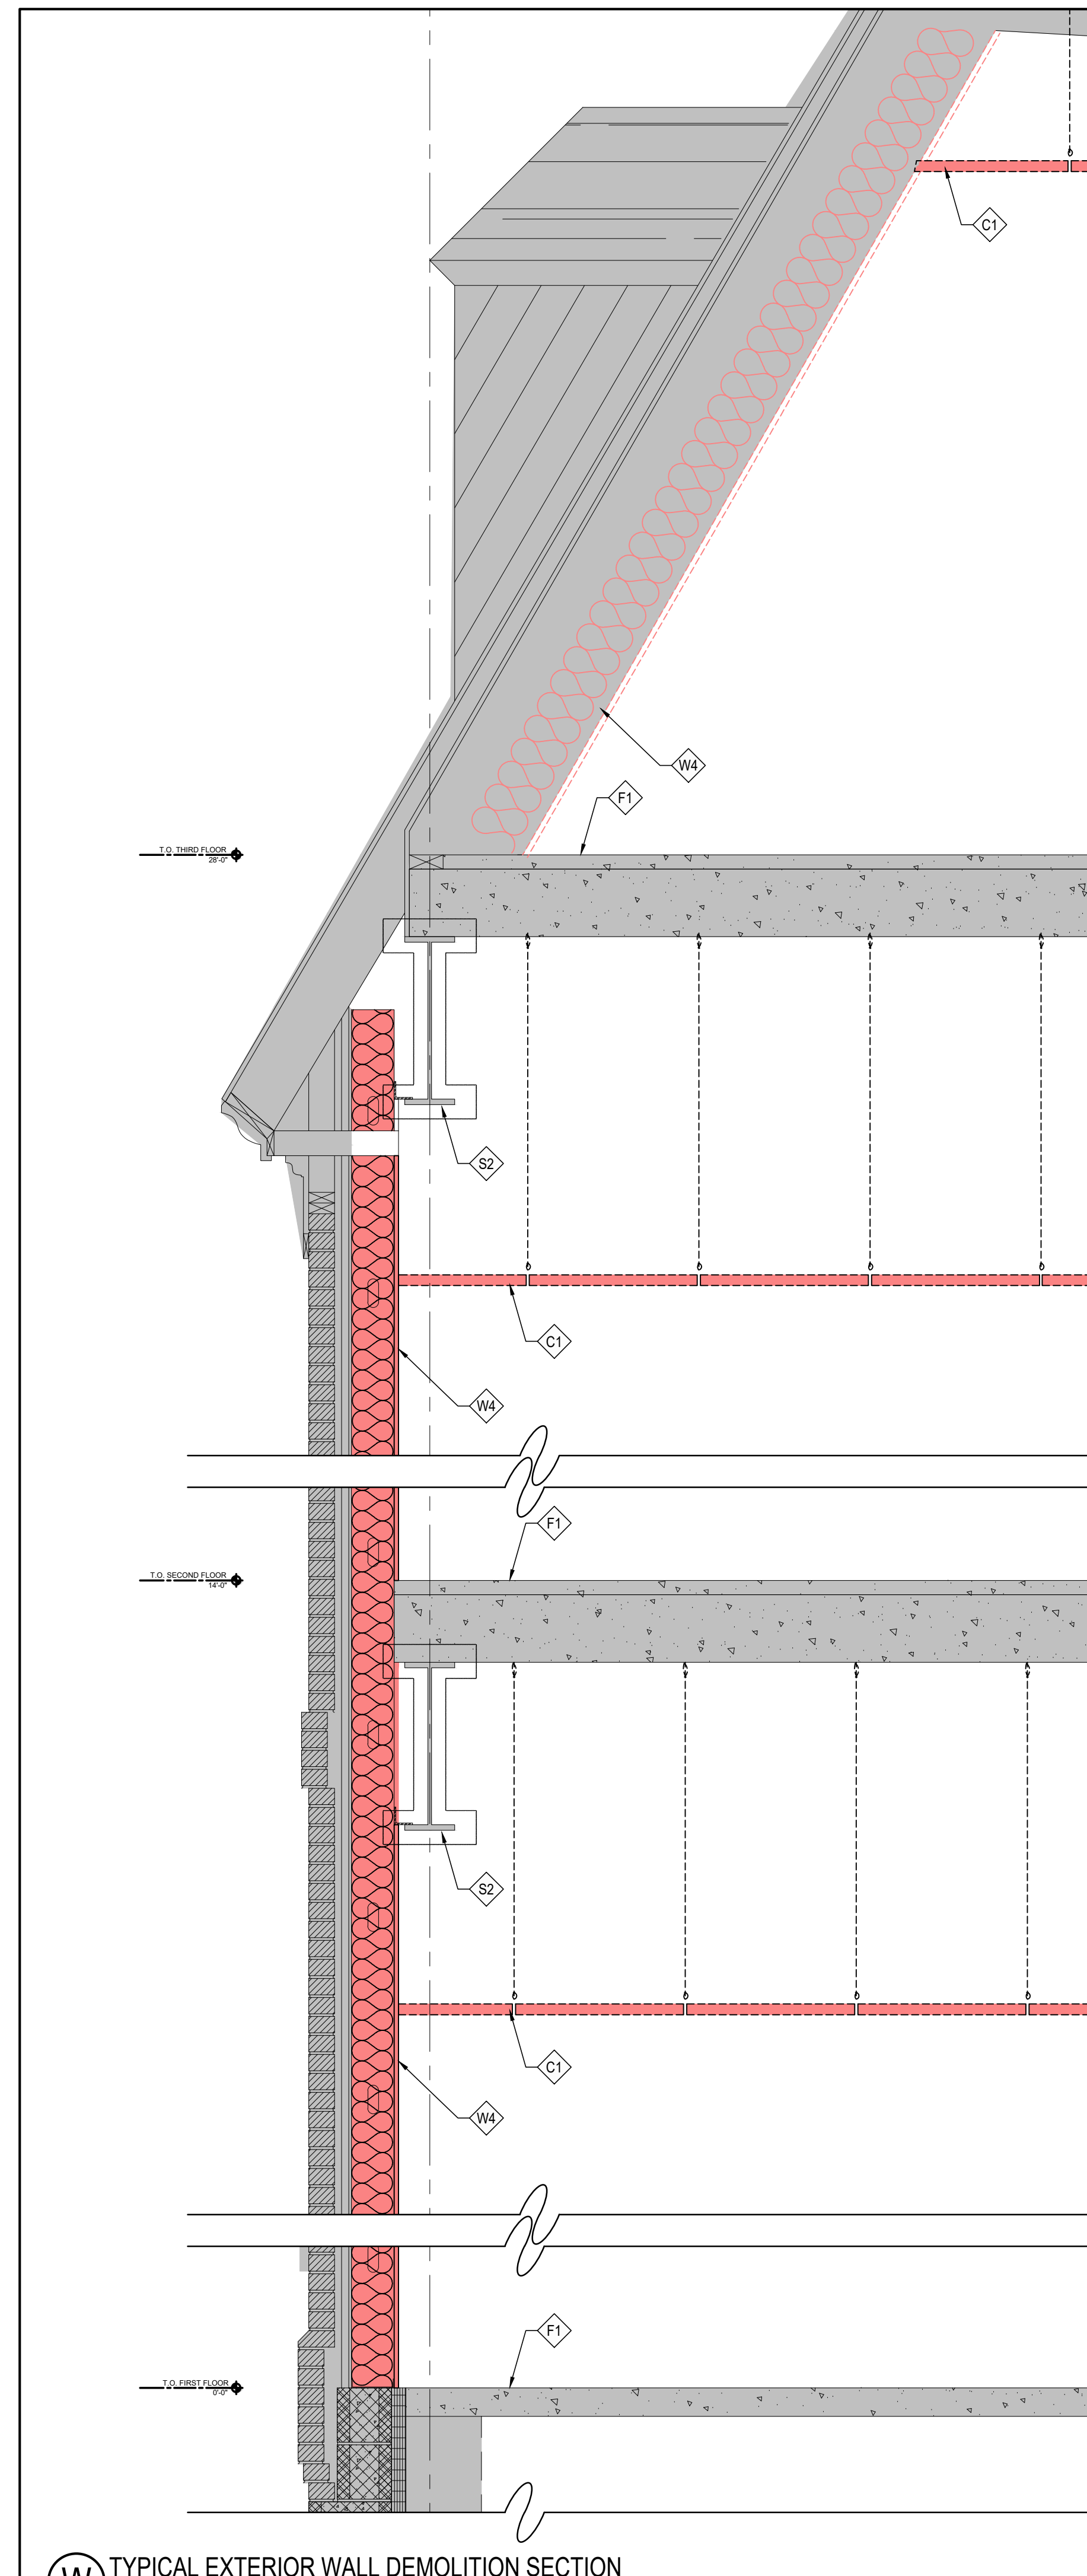 C1
W4
F1
T.O. THIRD FLOOR
28'-0"
S2
C1
W4
F1
T.O. SECOND FLOOR
14'-0"
S2
C1
W4
F1
T.O. FIRST FLOOR
0'-0"
W
TYPICAL EXTERIOR WALL DEMOLITION SECTION